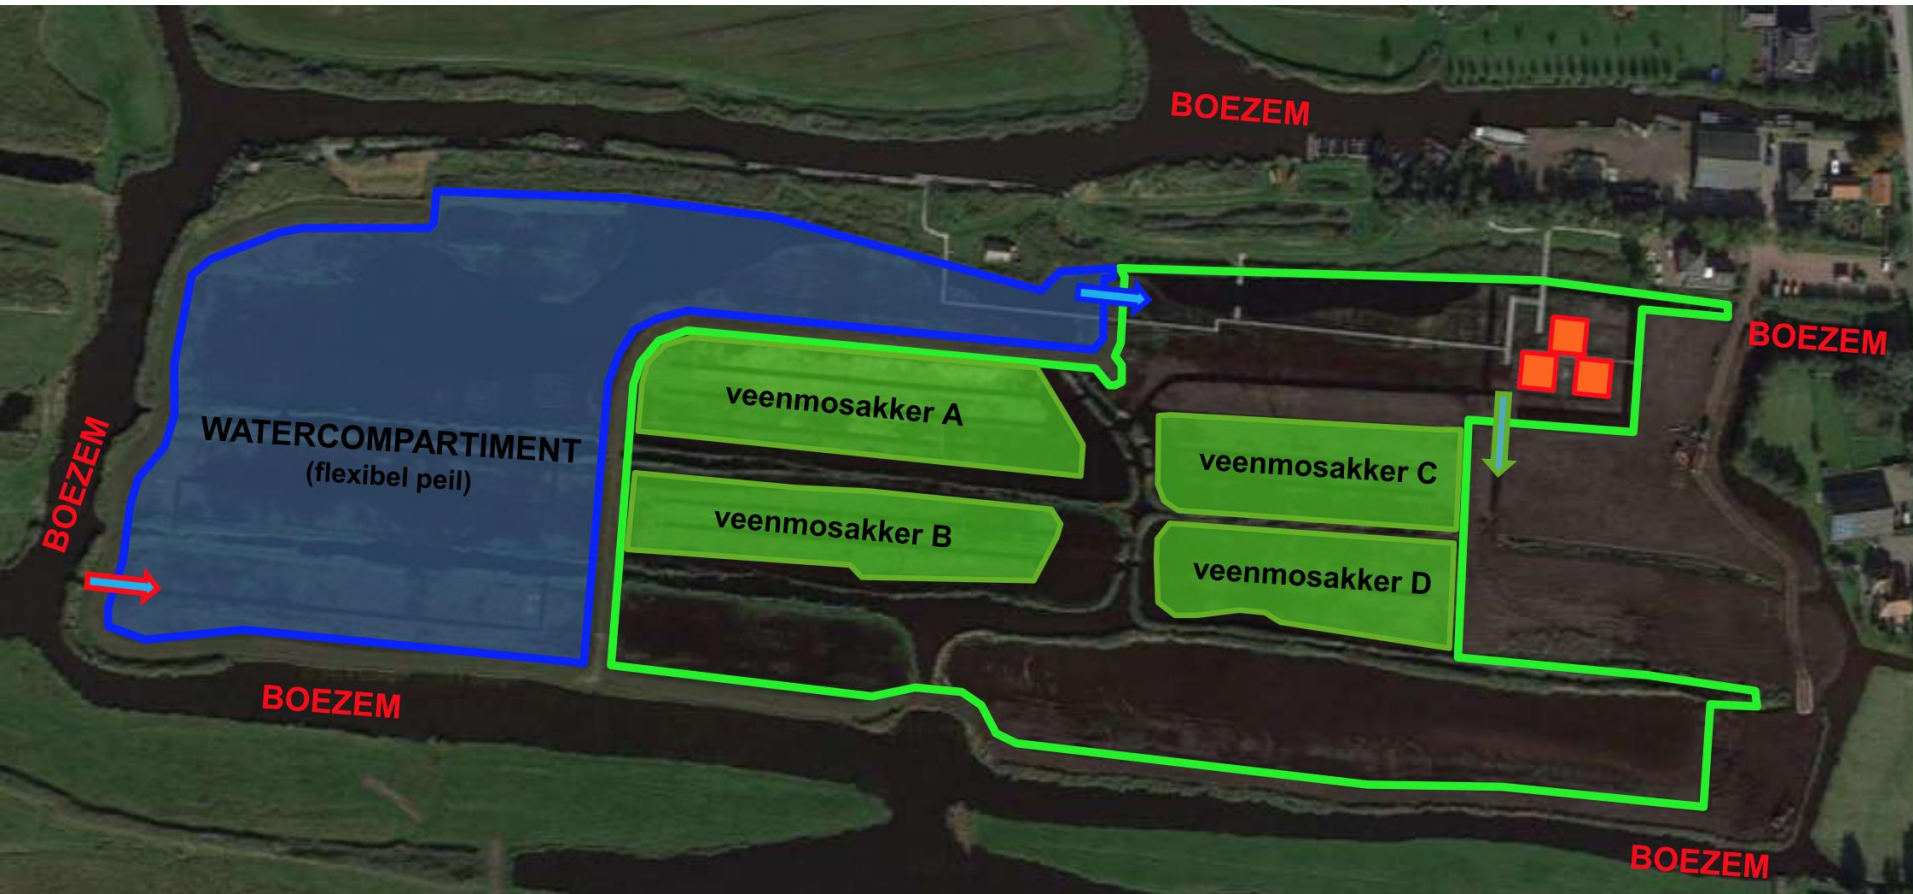 BOEZEM
BOEZEM
veenmosakker A
WATERCOMPARTIMENT
(flexibel peil)
veenmosakker C
BOEZEM
veenmosakker B
veenmosakker D
BOEZEM
BOEZEM